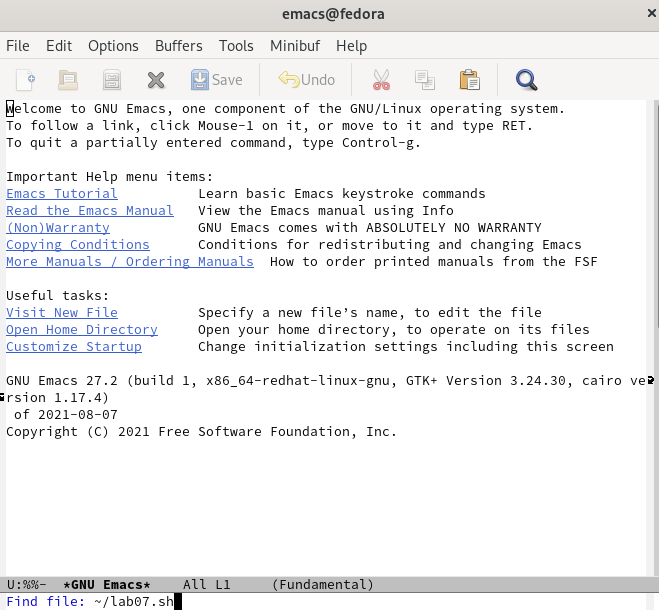 emacs@fedora
File Edit Options Buffers Tools Minibuf Help
Save Undo
Welcome to GNU Emacs, one component of the GNU/Linux operating system.
To follow a link, click Mouse-1 on it, or move to it and type RET.
To quit a partially entered command, type Control-g.
Important Help menu items:
Emacs Tutorial Learn basic Emacs keystroke commands
Read the Emacs Manual View the Emacs manual using Info
(Non)Warranty GNU Emacs comes with ABSOLUTELY NO WARRANTY
Copying Conditions Conditions for redistributing and changing Emacs
More Manuals / Ordering Manuals How to order printed manuals from the FSF
Useful tasks:
Visit New File Specify a new file’s name, to edit the file
Open Home Directory Open your home directory, to operate on its files
Customize Startup Change initialization settings including this screen
GNU Emacs 27.2 (build 1, x86_64-redhat-linux-gnu, GTK+ Version 3.24.30, cairo ve
rsion 1.17.4)
of 2021-08-07
Copyright (C) 2021 Free Software Foundation, Inc.
U:%%- *GNU Emacs* All L1 (Fundamental)
Find file: ~/lab07.sh